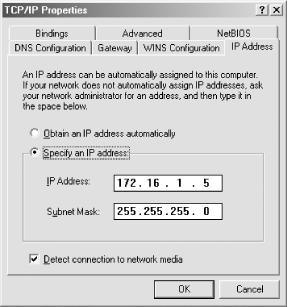 TCP/IP Properties ? ×
Bindings Advanced NetBIOS
DNS Configuration Gateway WINS Configuration IP Address
An IP address can be automatically assigned to this computer.
If your network does not automatically assign IP addresses, ask
your network administrator for an address, and then type it in
the space below.
Obtain an IP address automatically
Specify an IP address:
IP Address: 172.16 . 1 . 5
Subnet Mask: 255.255.255. 0
Detect connection to network media
OK Cancel